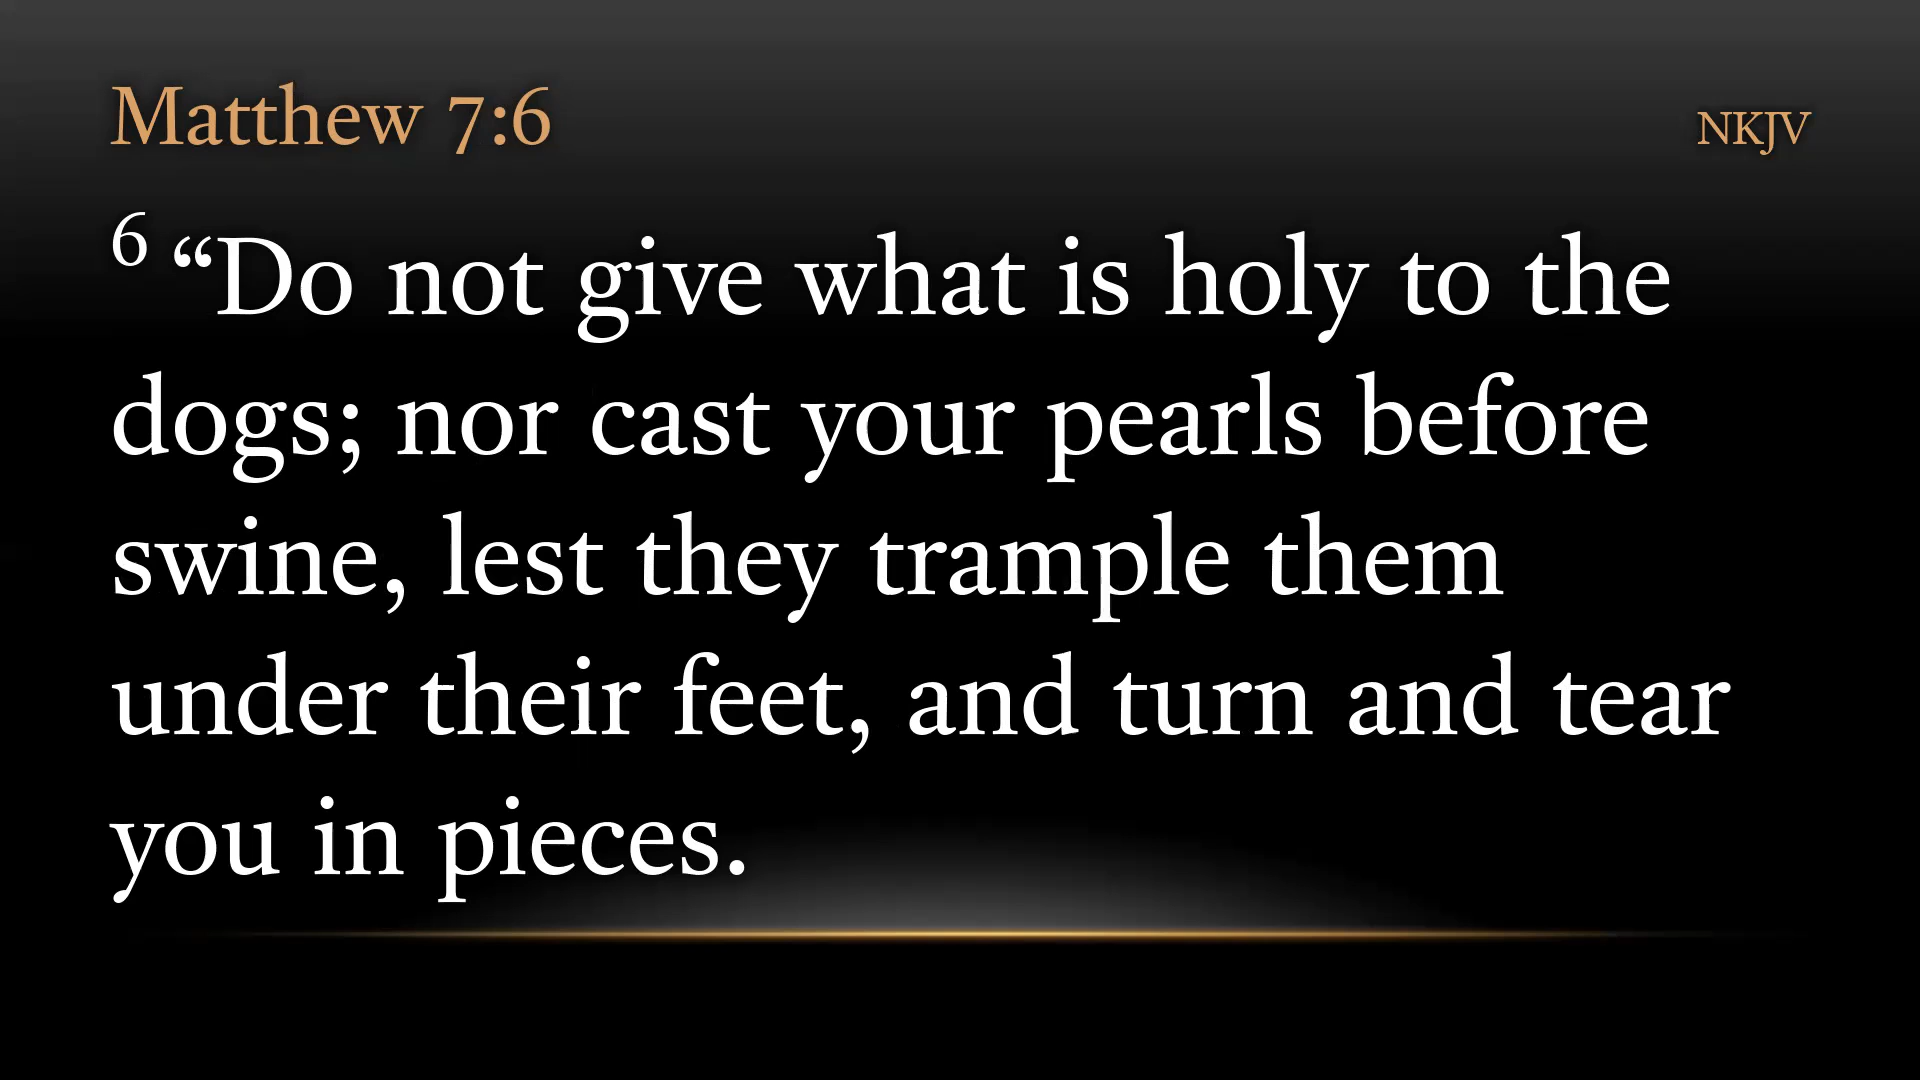 Matthew 7:6
NKJV
6 “Do not give what is holy to the
dogs; nor cast your pearls before
swine, lest they trample them
under their feet, and turn and tear
you in pieces.